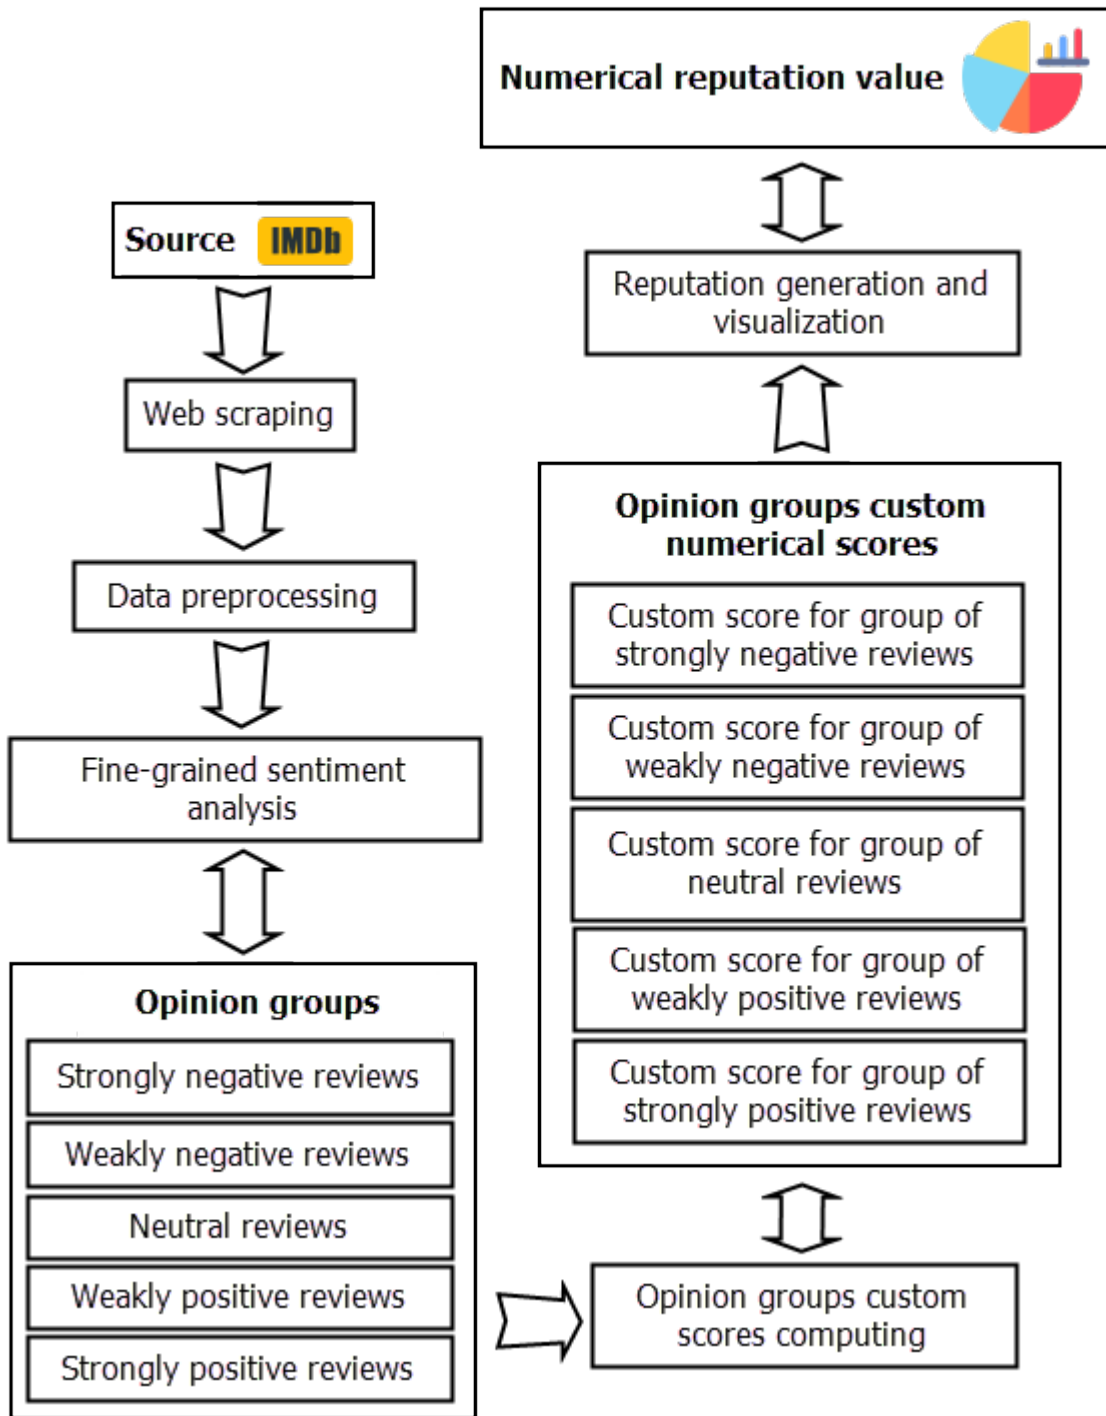 Source IMDb
Web scraping
Data preprocessing
Fine-grained sentiment
analysis
Opinion groups
Strongly negative reviews
Weakly negative reviews
Neutral reviews
Weakly positive reviews
Strongly positive reviews
Opinion groups custom
scores computing
Opinion groups custom
numerical scores
Custom score for group of
strongly negative reviews
Custom score for group of
weakly negative reviews
Custom score for group of
neutral reviews
Custom score for group of
weakly positive reviews
Custom score for group of
strongly positive reviews
Reputation generation and
visualization
Numerical reputation value